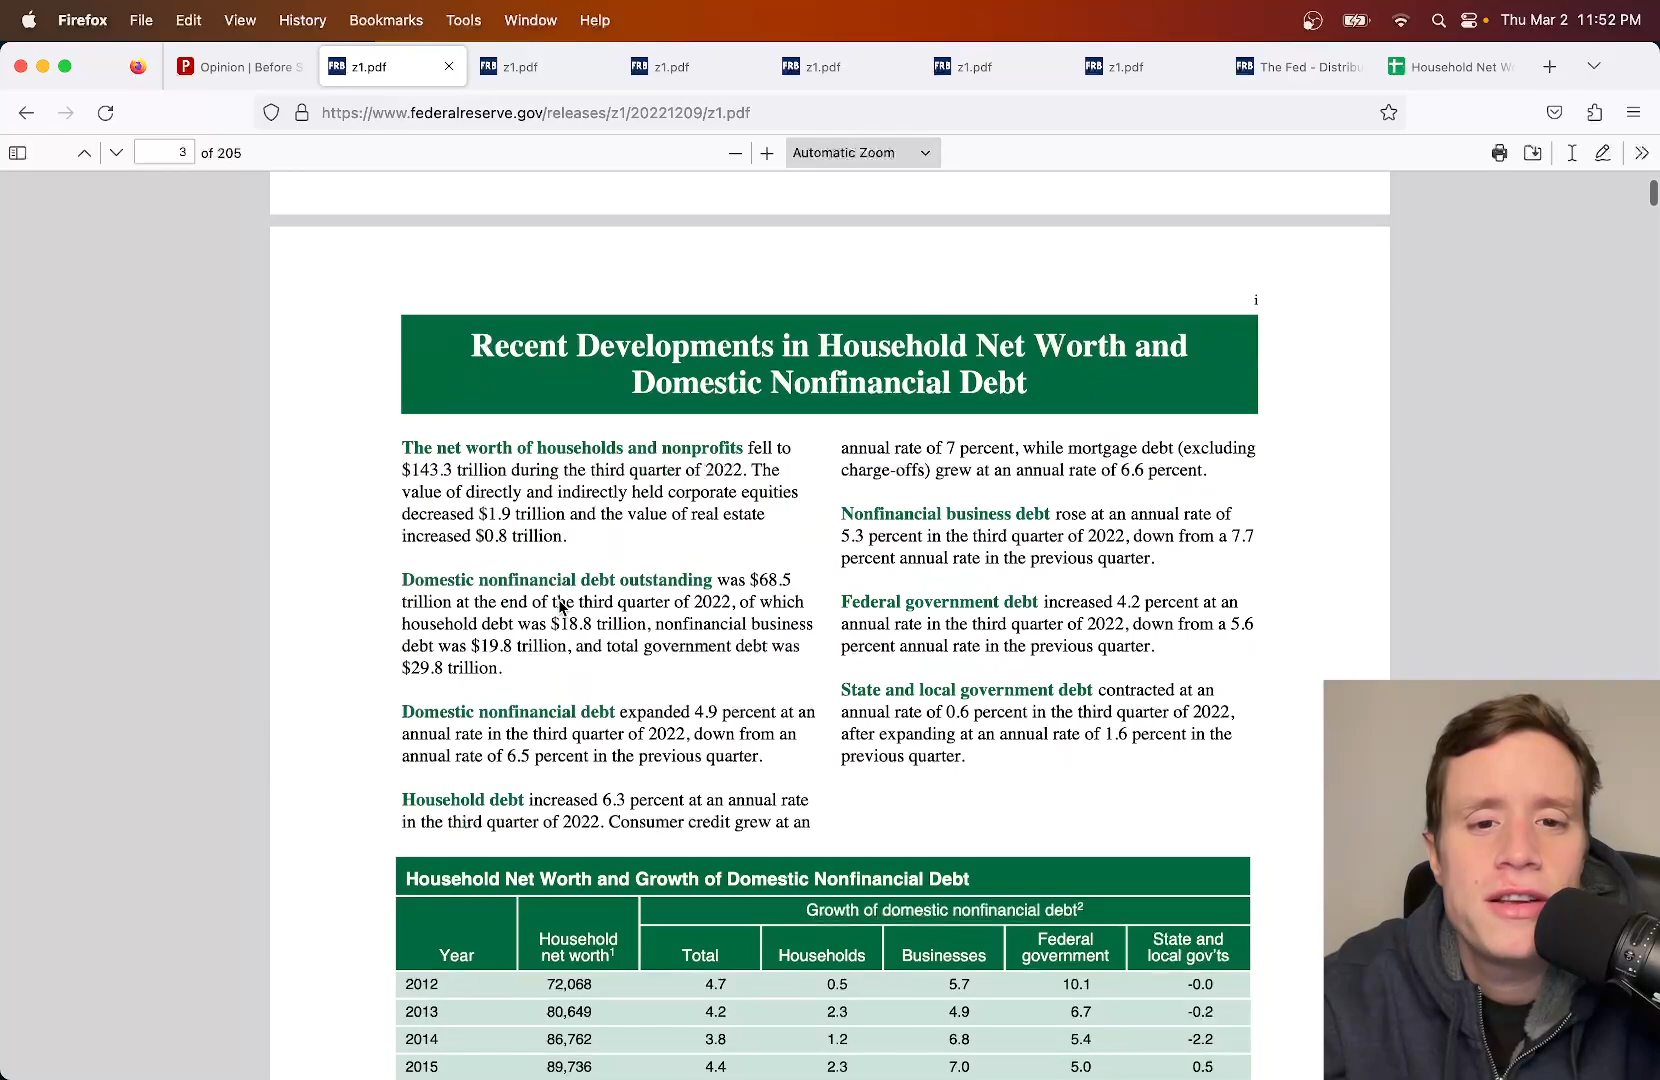 Firefox File Edit View History Bookmarks Tools Window Help Thu Mar 2 11:52 PM
Opinion | Before S z1.pdf z1.pdf z1.pdf z1.pdf z1.pdf z1.pdf The Fed - Distribu Household Net W
https://www.federalreserve.gov/releases/z1/20221209/z1.pdf
3 of 205 Automatic Zoom
i
Recent Developments in Household Net Worth and
Domestic Nonfinancial Debt
The net worth of households and nonprofits fell to
$143.3 trillion during the third quarter of 2022. The
value of directly and indirectly held corporate equities
decreased $1.9 trillion and the value of real estate
increased $0.8 trillion.
Domestic nonfinancial debt outstanding was $68.5
trillion at the end of the third quarter of 2022, of which
household debt was $18.8 trillion, nonfinancial business
debt was $19.8 trillion, and total government debt was
$29.8 trillion.
Domestic nonfinancial debt expanded 4.9 percent at an
annual rate in the third quarter of 2022, down from an
annual rate of 6.5 percent in the previous quarter.
Household debt increased 6.3 percent at an annual rate
in the third quarter of 2022. Consumer credit grew at an
annual rate of 7 percent, while mortgage debt (excluding
charge-offs) grew at an annual rate of 6.6 percent.
Nonfinancial business debt rose at an annual rate of
5.3 percent in the third quarter of 2022, down from a 7.7
percent annual rate in the previous quarter.
Federal government debt increased 4.2 percent at an
annual rate in the third quarter of 2022, down from a 5.6
percent annual rate in the previous quarter.
State and local government debt contracted at an
annual rate of 0.6 percent in the third quarter of 2022,
after expanding at an annual rate of 1.6 percent in the
previous quarter.
Household Net Worth and Growth of Domestic Nonfinancial Debt
Growth of domestic nonfinancial debt²
Year Household net worth¹ Total Households Businesses Federal government State and local gov'ts
2012 72,068 4.7 0.5 5.7 10.1 -0.0
2013 80,649 4.2 2.3 4.9 6.7 -0.2
2014 86,762 3.8 1.2 6.8 5.4 -2.2
2015 89,736 4.4 2.3 7.0 5.0 0.5